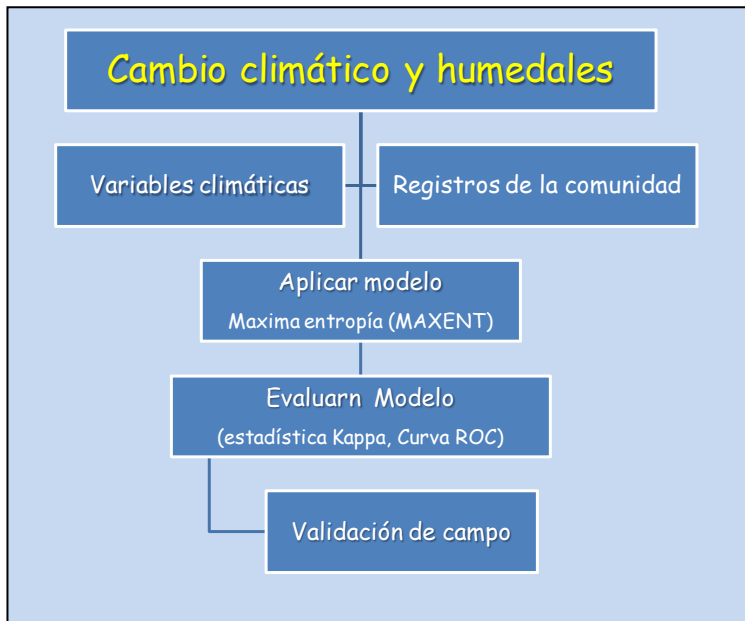 Cambio climático y humedales
Variables climáticas
Registros de la comunidad
Aplicar modelo
Maxima entropía (MAXENT)
Evaluarn Modelo
(estadística Kappa, Curva ROC)
Validación de campo